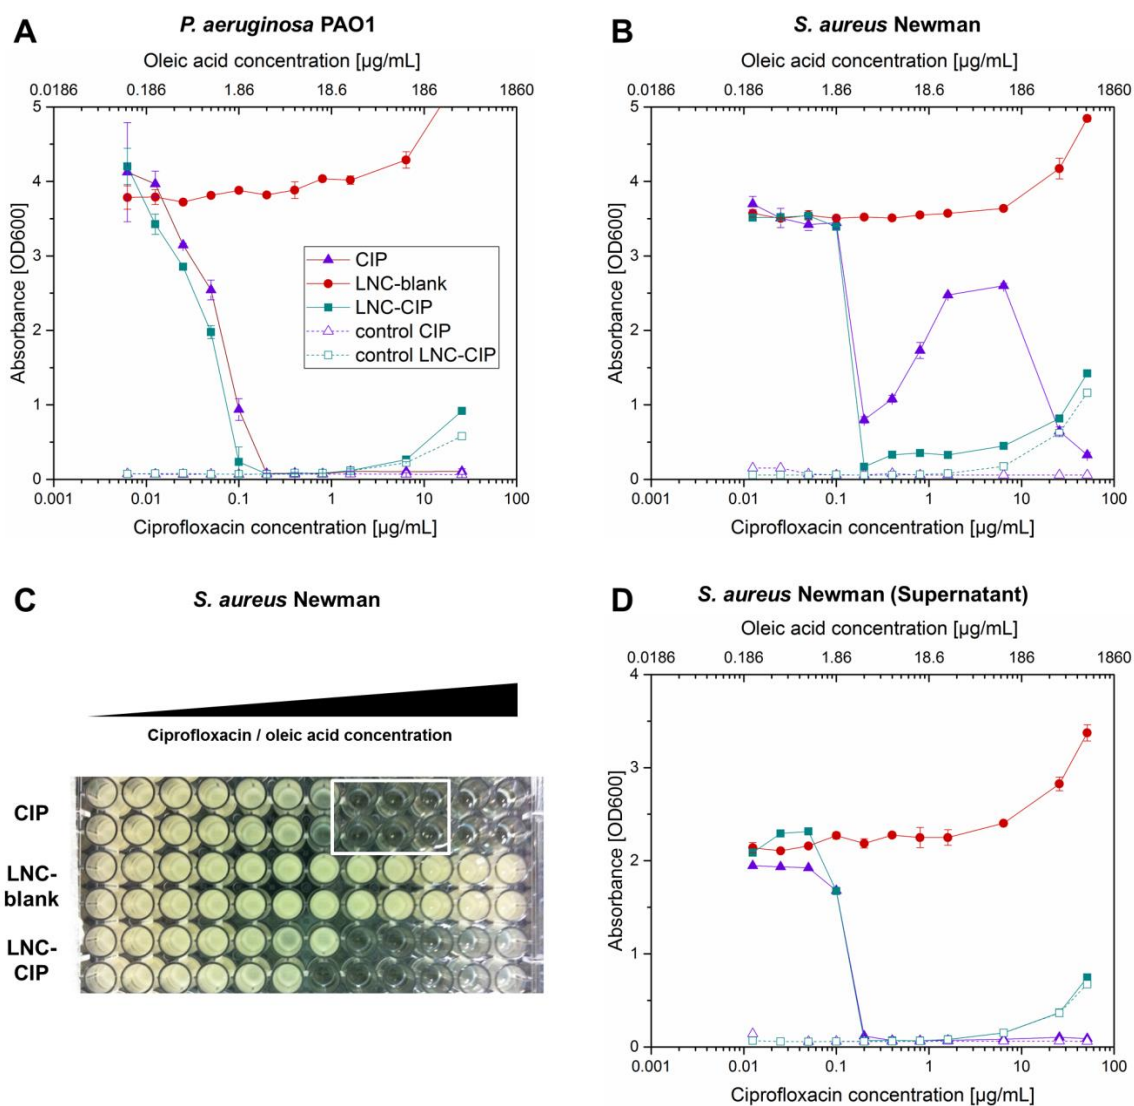 A
P. aeruginosa PAO1
Oleic acid concentration [µg/mL]
0.0186 0.186 1.86 18.6 186 1860
5
4
3
2
1
0
Absorbance [OD600]
CIP
LNC-blank
LNC-CIP
control CIP
control LNC-CIP
0.001 0.01 0.1 1 10 100
Ciprofloxacin concentration [µg/mL]
B
S. aureus Newman
Oleic acid concentration [µg/mL]
0.0186 0.186 1.86 18.6 186 1860
5
4
3
2
1
0
Absorbance [OD600]
0.001 0.01 0.1 1 10 100
Ciprofloxacin concentration [µg/mL]
C
S. aureus Newman
Ciprofloxacin / oleic acid concentration
CIP
LNC-
blank
LNC-
CIP
D
S. aureus Newman (Supernatant)
Oleic acid concentration [µg/mL]
0.0186 0.186 1.86 18.6 186 1860
4
3
2
1
0
Absorbance [OD600]
0.001 0.01 0.1 1 10 100
Ciprofloxacin concentration [µg/mL]